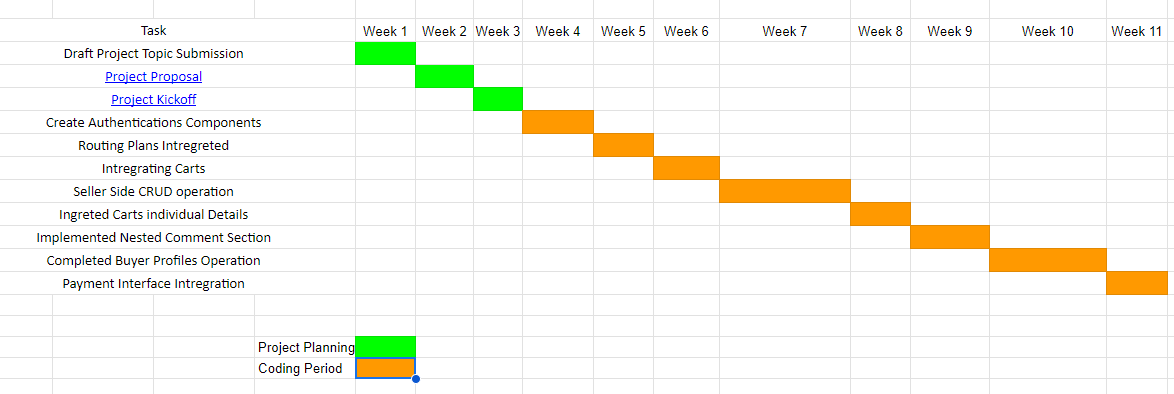 Task Week 1 Week 2 Week 3 Week 4 Week 5 Week 6 Week 7 Week 8 Week 9 Week 10 Week 11
Draft Project Topic Submission
Project Proposal
Project Kickoff
Create Authentications Components
Routing Plans Intregreted
Intregrating Carts
Seller Side CRUD operation
Ingreted Carts individual Details
Implemented Nested Comment Section
Completed Buyer Profiles Operation
Payment Interface Intregration
Project Planning
Coding Period